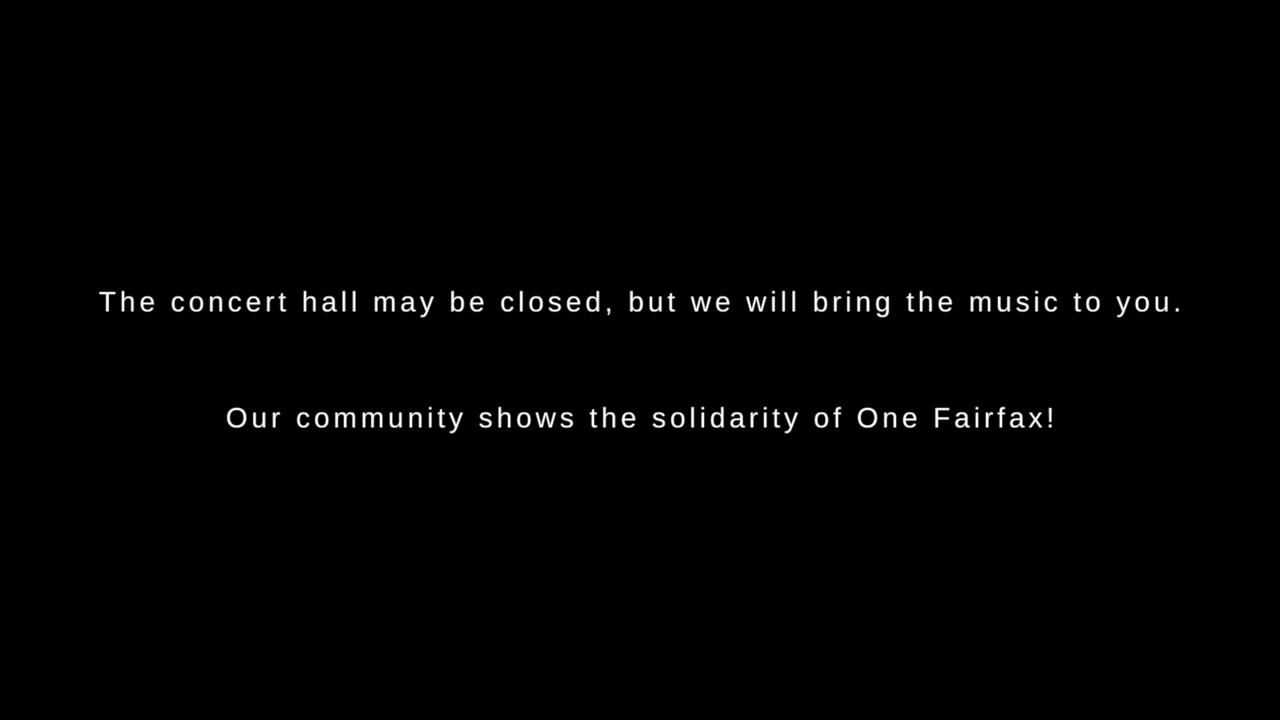 The concert hall may be closed, but we will bring the music to you.
Our community shows the solidarity of One Fairfax!